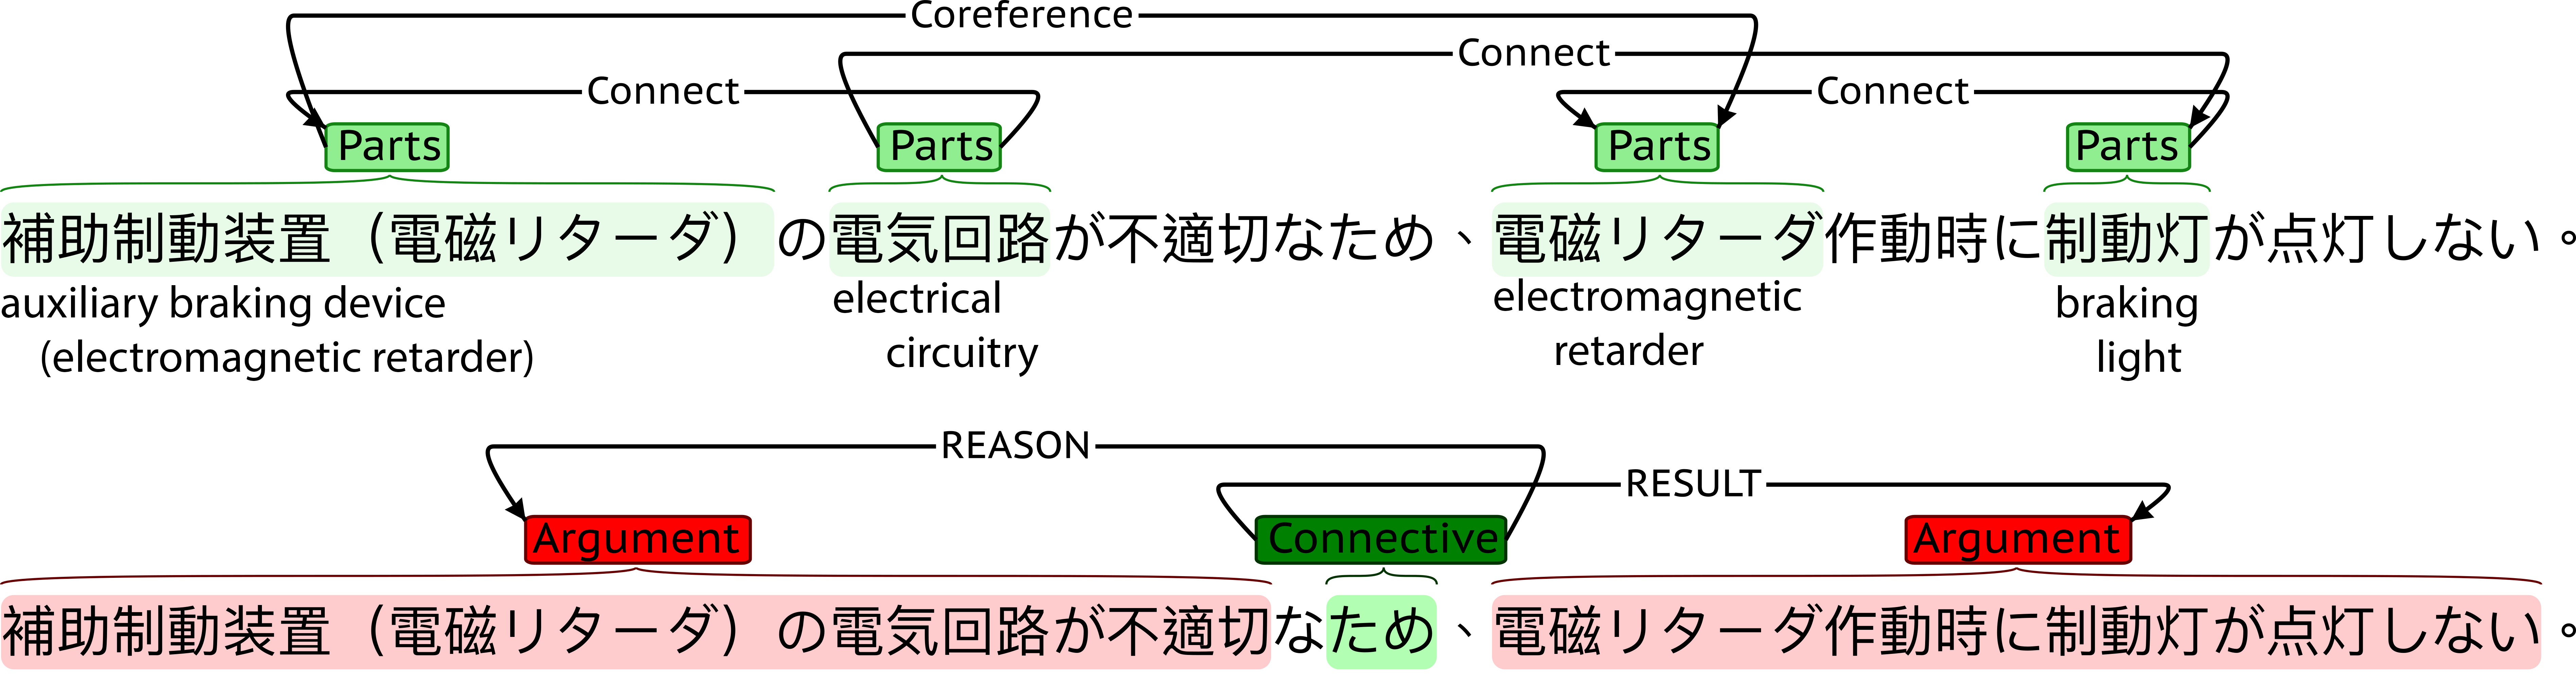 Coreference
Connect
Connect Connect
Parts Parts Parts Parts
補助制動装置（電磁リターダ）の電気回路が不適切なため、電磁リターダ作動時に制動灯が点灯しない。
auxiliary braking device electrical electromagnetic braking
(electromagnetic retarder) circuitry retarder light
REASON
RESULT
Argument Connective Argument
補助制動装置（電磁リターダ）の電気回路が不適切なため、電磁リターダ作動時に制動灯が点灯しない。